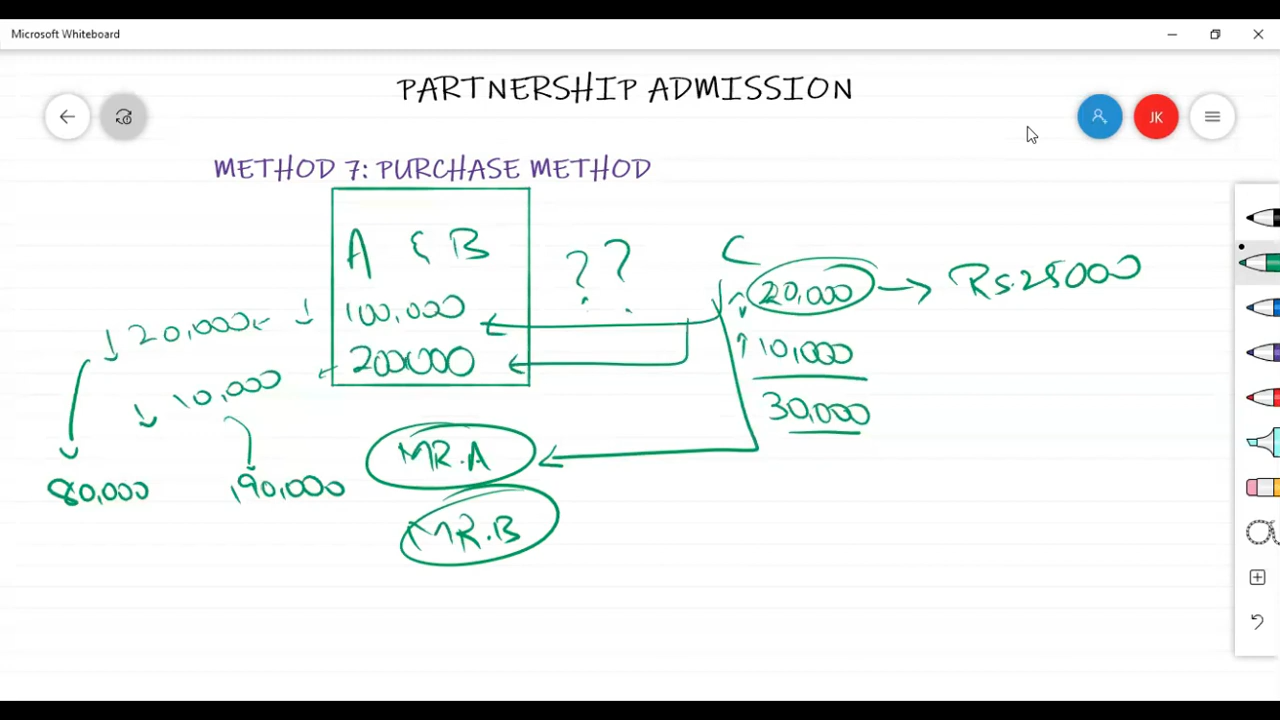 Microsoft Whiteboard
PARTNERSHIP ADMISSION
JK
METHOD 7: PURCHASE METHOD
A & B ?? C
100,000
200,000
20,000 → Rs.25000
10,000
30,000
20,000
10,000
80,000
190,000
MR.A
MR.B